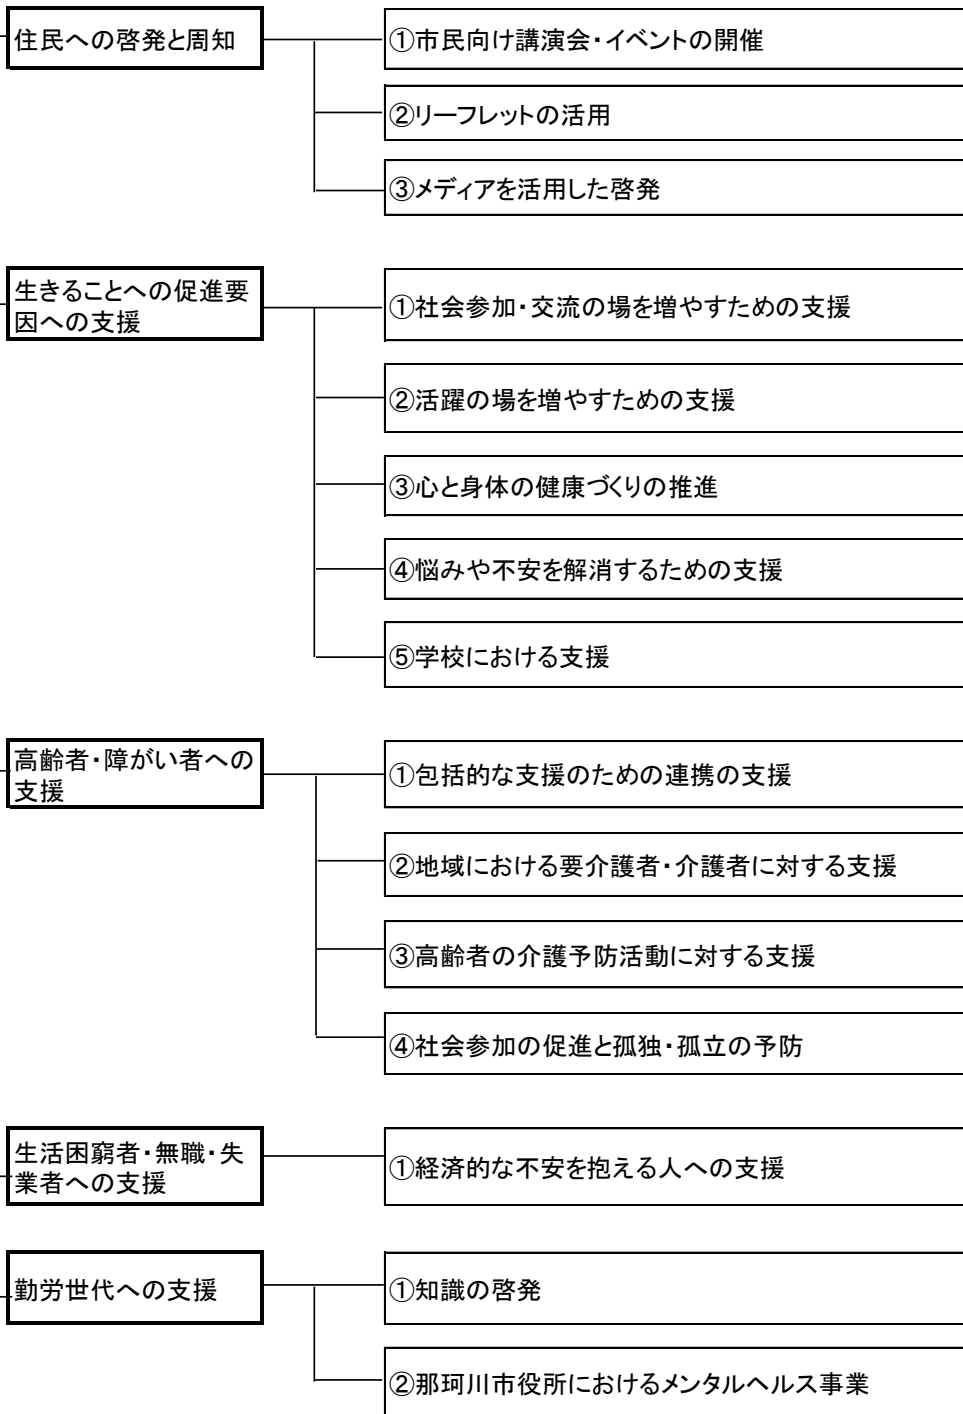 住民への啓発と周知
①市民向け講演会・イベントの開催
②リーフレットの活用
③メディアを活用した啓発
生きることへの促進要
因への支援
①社会参加・交流の場を増やすための支援
②活躍の場を増やすための支援
③心と身体の健康づくりの推進
④悩みや不安を解消するための支援
⑤学校における支援
高齢者・障がい者への
支援
①包括的な支援のための連携の支援
②地域における要介護者・介護者に対する支援
③高齢者の介護予防活動に対する支援
④社会参加の促進と孤独・孤立の予防
生活困窮者・無職・失
業者への支援
①経済的な不安を抱える人への支援
勤労世代への支援
①知識の啓発
②那珂川市役所におけるメンタルヘルス事業